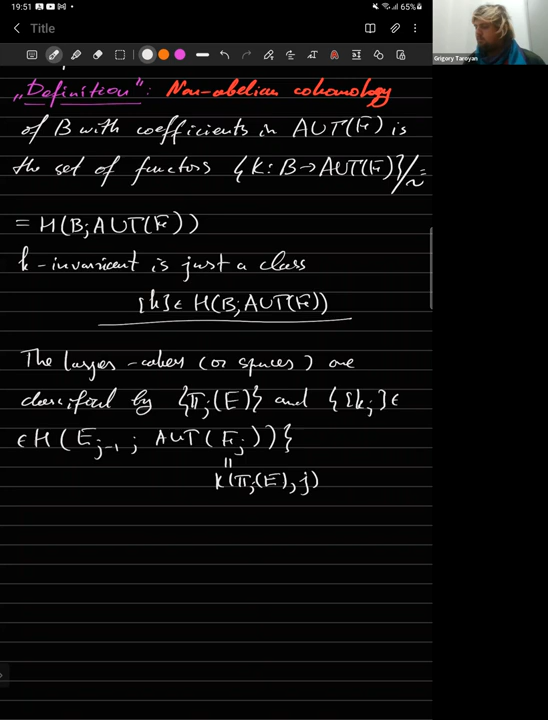 19:51
65%
Title
Grigory Taroyan
„Definition": Non-abelian cohomology
of B with coefficients in AUT(F) is
the set of functors {k: B → AUT(F)}/≃ =
= H(B; AUT(F))
k-invariant is just a class
[k] ∈ H(B; AUT(F))
The (or spaces) are
classified by {π_j(E)} and {[k_j] ∈
∈ H(E_{j-1}; AUT(F_j))}
=
K(π_j(E), j)